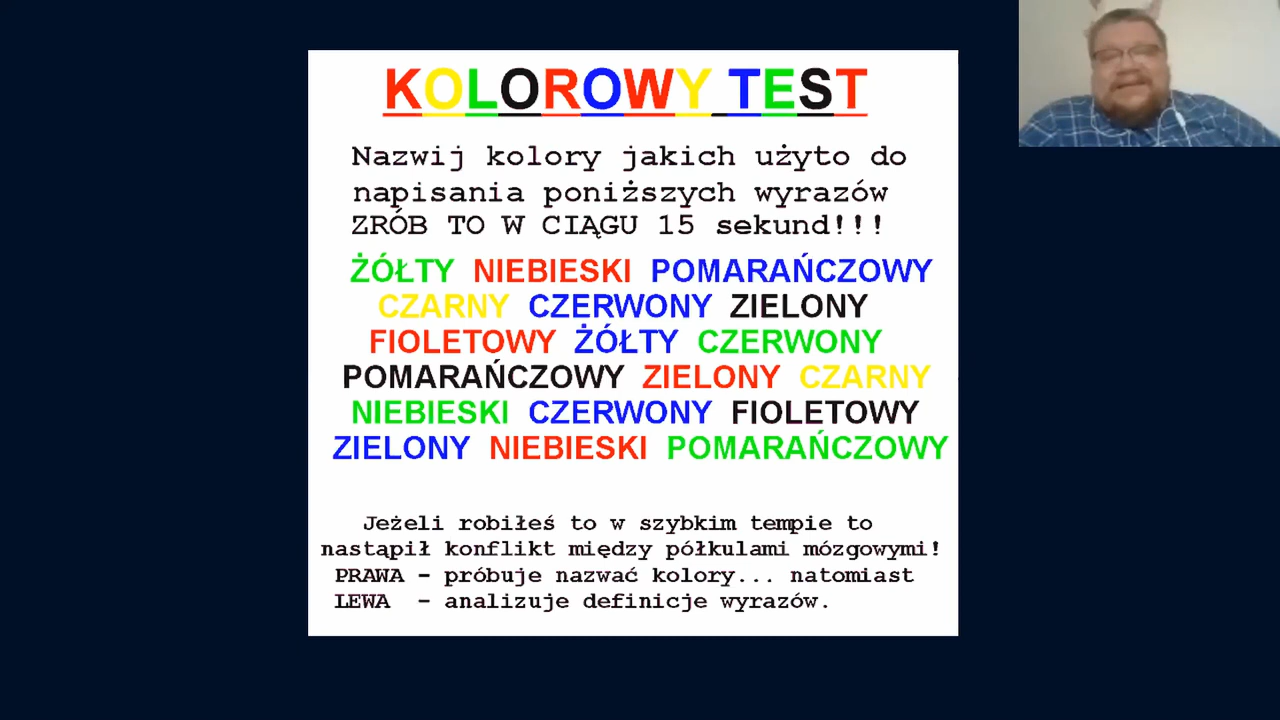 KOLOROWY TEST
Nazwij kolory jakich użyto do
napisania poniższych wyrazów
ZRÓB TO W CIĄGU 15 sekund!!!
ŻÓŁTY NIEBIESKI POMARAŃCZOWY
CZARNY CZERWONY ZIELONY
FIOLETOWY ŻÓŁTY CZERWONY
POMARAŃCZOWY ZIELONY CZARNY
NIEBIESKI CZERWONY FIOLETOWY
ZIELONY NIEBIESKI POMARAŃCZOWY
Jeżeli robiłeś to w szybkim tempie to
nastąpił konflikt między półkulami mózgowymi!
PRAWA - próbuje nazwać kolory... natomiast
LEWA - analizuje definicje wyrazów.